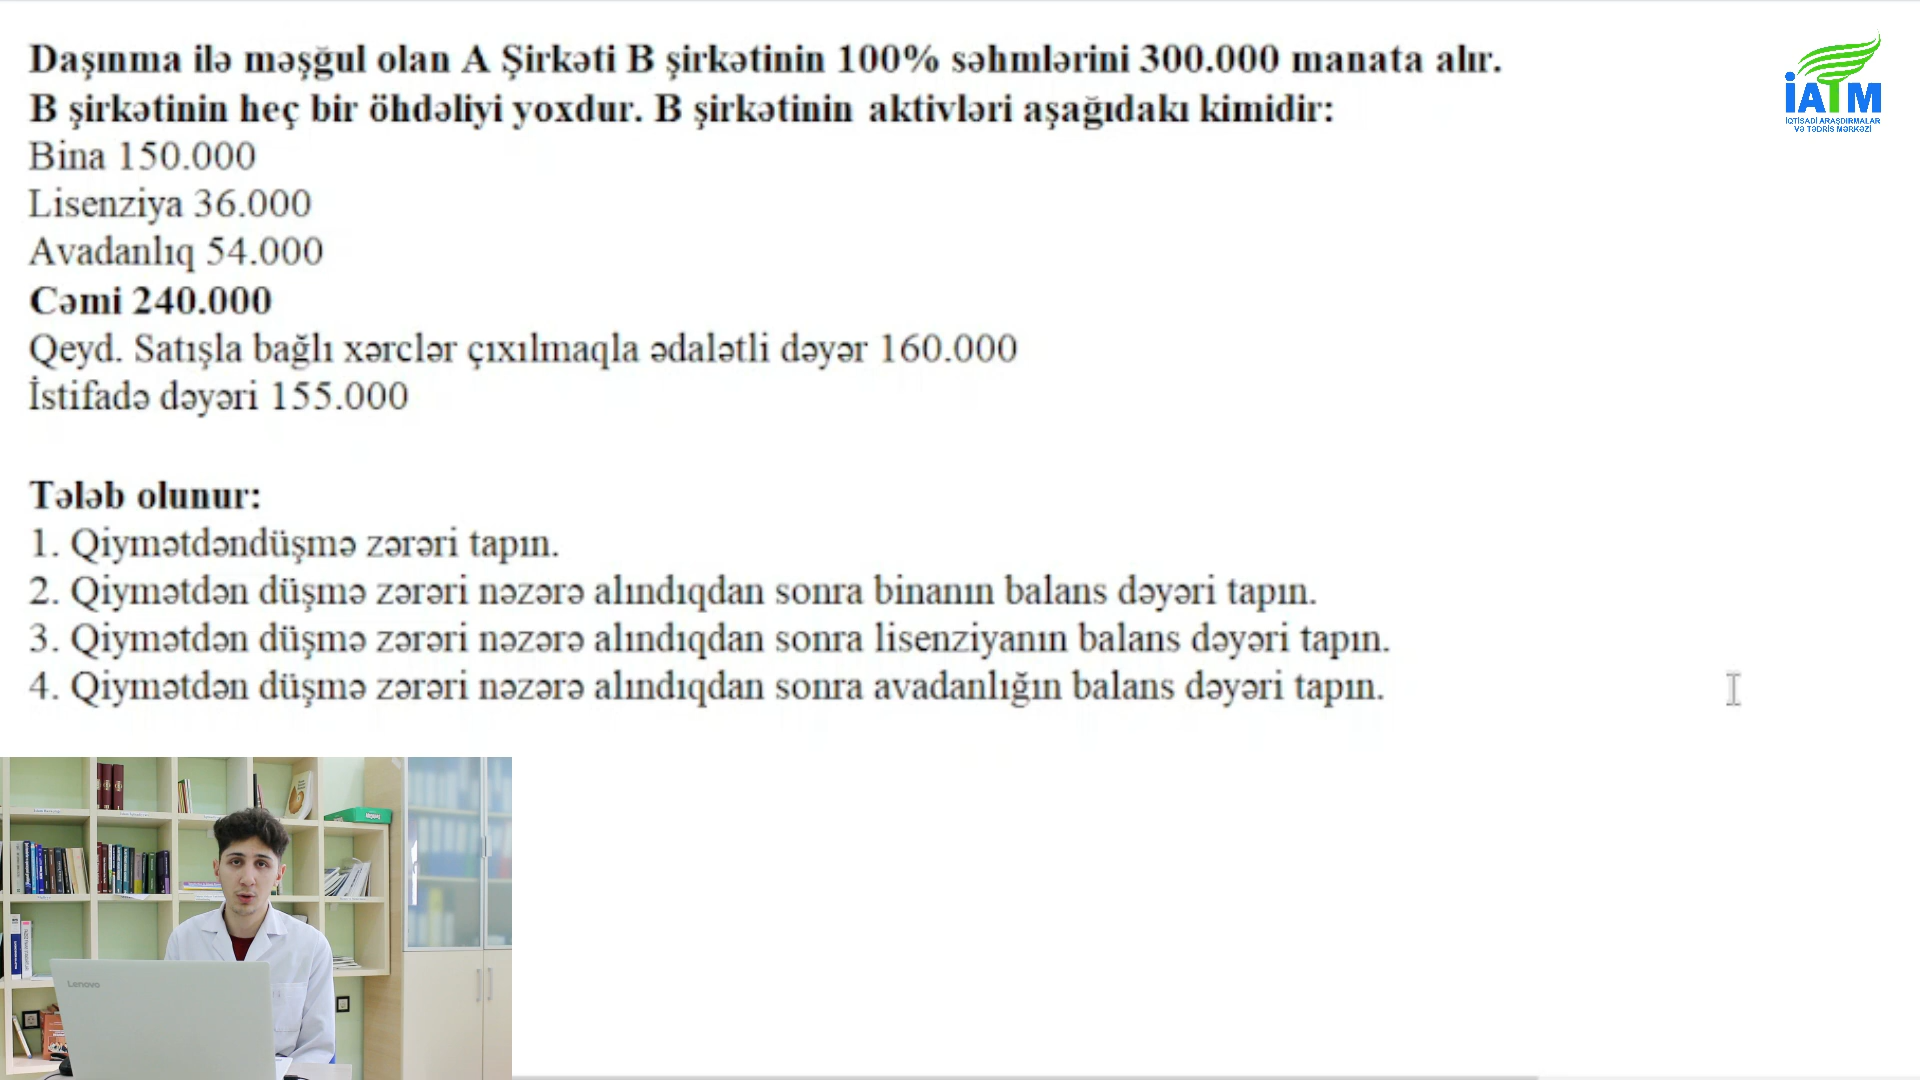 Daşınma ilə məşğul olan A Şirkəti B şirkətinin 100% səhmlərini 300.000 manata alır.
B şirkətinin heç bir öhdəliyi yoxdur. B şirkətinin aktivləri aşağıdakı kimidir:
Bina 150.000
Lisenziya 36.000
Avadanlıq 54.000
Cəmi 240.000
Qeyd. Satışla bağlı xərclər çıxılmaqla ədalətli dəyər 160.000
İstifadə dəyəri 155.000
Tələb olunur:
1. Qiymətdəndüşmə zərəri tapın.
2. Qiymətdən düşmə zərəri nəzərə alındıqdan sonra binanın balans dəyəri tapın.
3. Qiymətdən düşmə zərəri nəzərə alındıqdan sonra lisenziyanın balans dəyəri tapın.
4. Qiymətdən düşmə zərəri nəzərə alındıqdan sonra avadanlığın balans dəyəri tapın.
İATM
İQTİSADİ ARAŞDIRMALAR
VƏ TƏDRİS MƏRKƏZİ
Lenovo